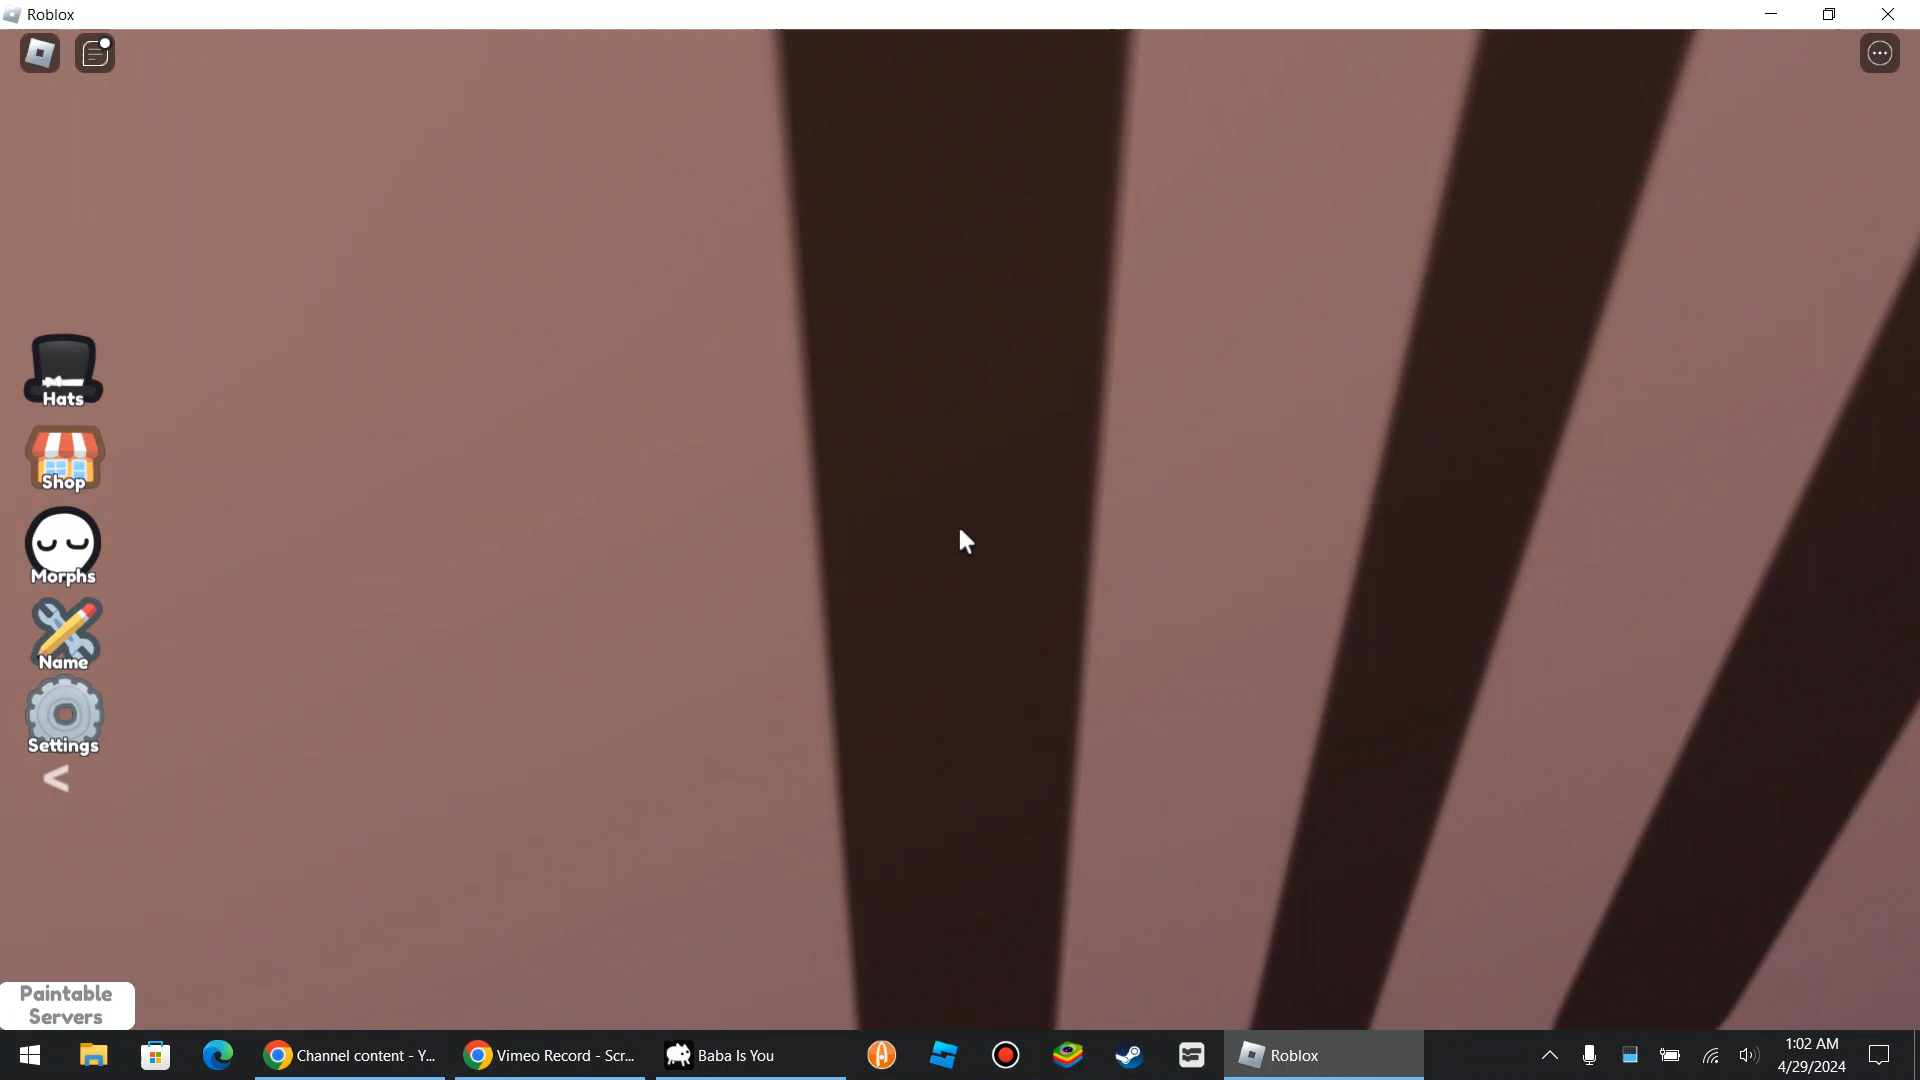 Roblox
Hats
Shop
Morphs
Name
Settings
<
Paintable
Servers
Channel content - Y...
Vimeo Record - Scr...
Baba Is You
Roblox
1:02 AM
4/29/2024